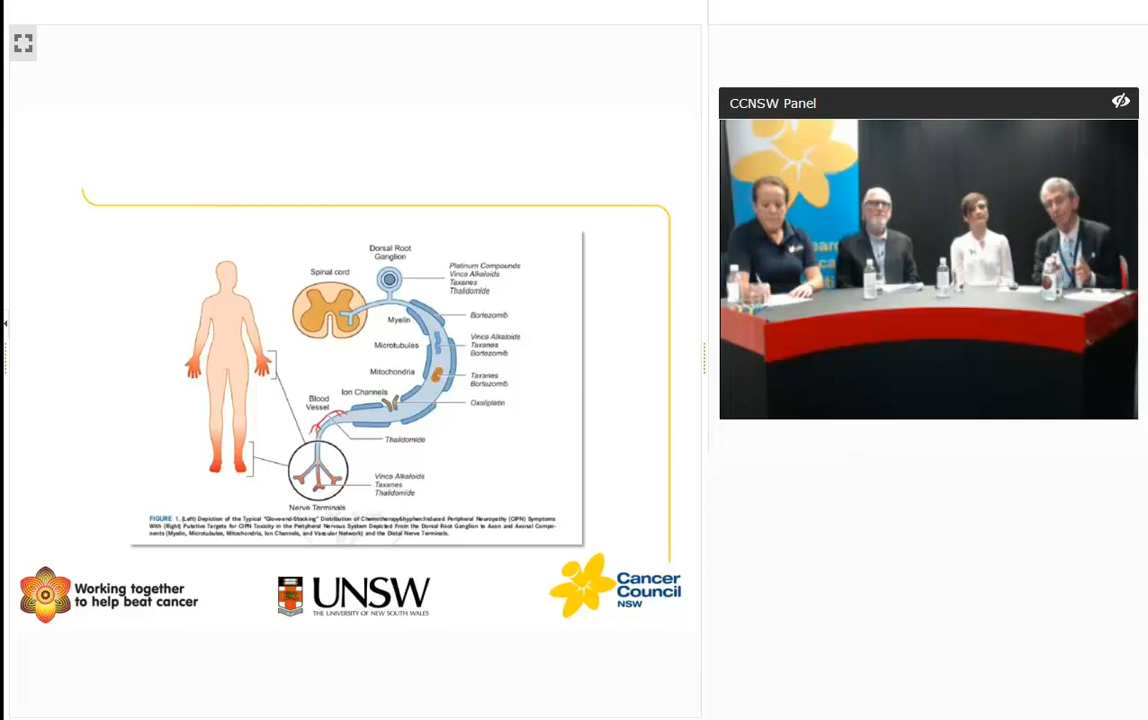 CCNSW Panel
Dorsal Root
Ganglion
Spinal cord
Platinum Compounds
Vinca Alkaloids
Taxanes
Thalidomide
Myelin
Bortezomb
Microtubules
Vinca Alkaloids
Taxanes
Bortezomb
Mitochondria
Taxanes
Bortezomb
Ion Channels
Blood
Vessel
Oxaliplatin
Thalidomide
Vinca Alkaloids
Taxanes
Thalidomide
Nerve Terminals
FIGURE 1. (Left) Depiction of the Typical "Glove-and-Stocking" Distribution of Chemotherapy&hyphen;Induced Peripheral Neuropathy (CIPN) Symptoms
With (Right) Putative Targets for CIPN Toxicity in the Peripheral Nervous System Depicted From the Dorsal Root Ganglion to Axon and Axonal Compo-
nents (Myelin, Microtubules, Mitochondria, Ion Channels, and Vascular Network) and the Distal Nerve Terminals.
Working together
to help beat cancer
UNSW
THE UNIVERSITY OF NEW SOUTH WALES
Cancer
Council
NSW